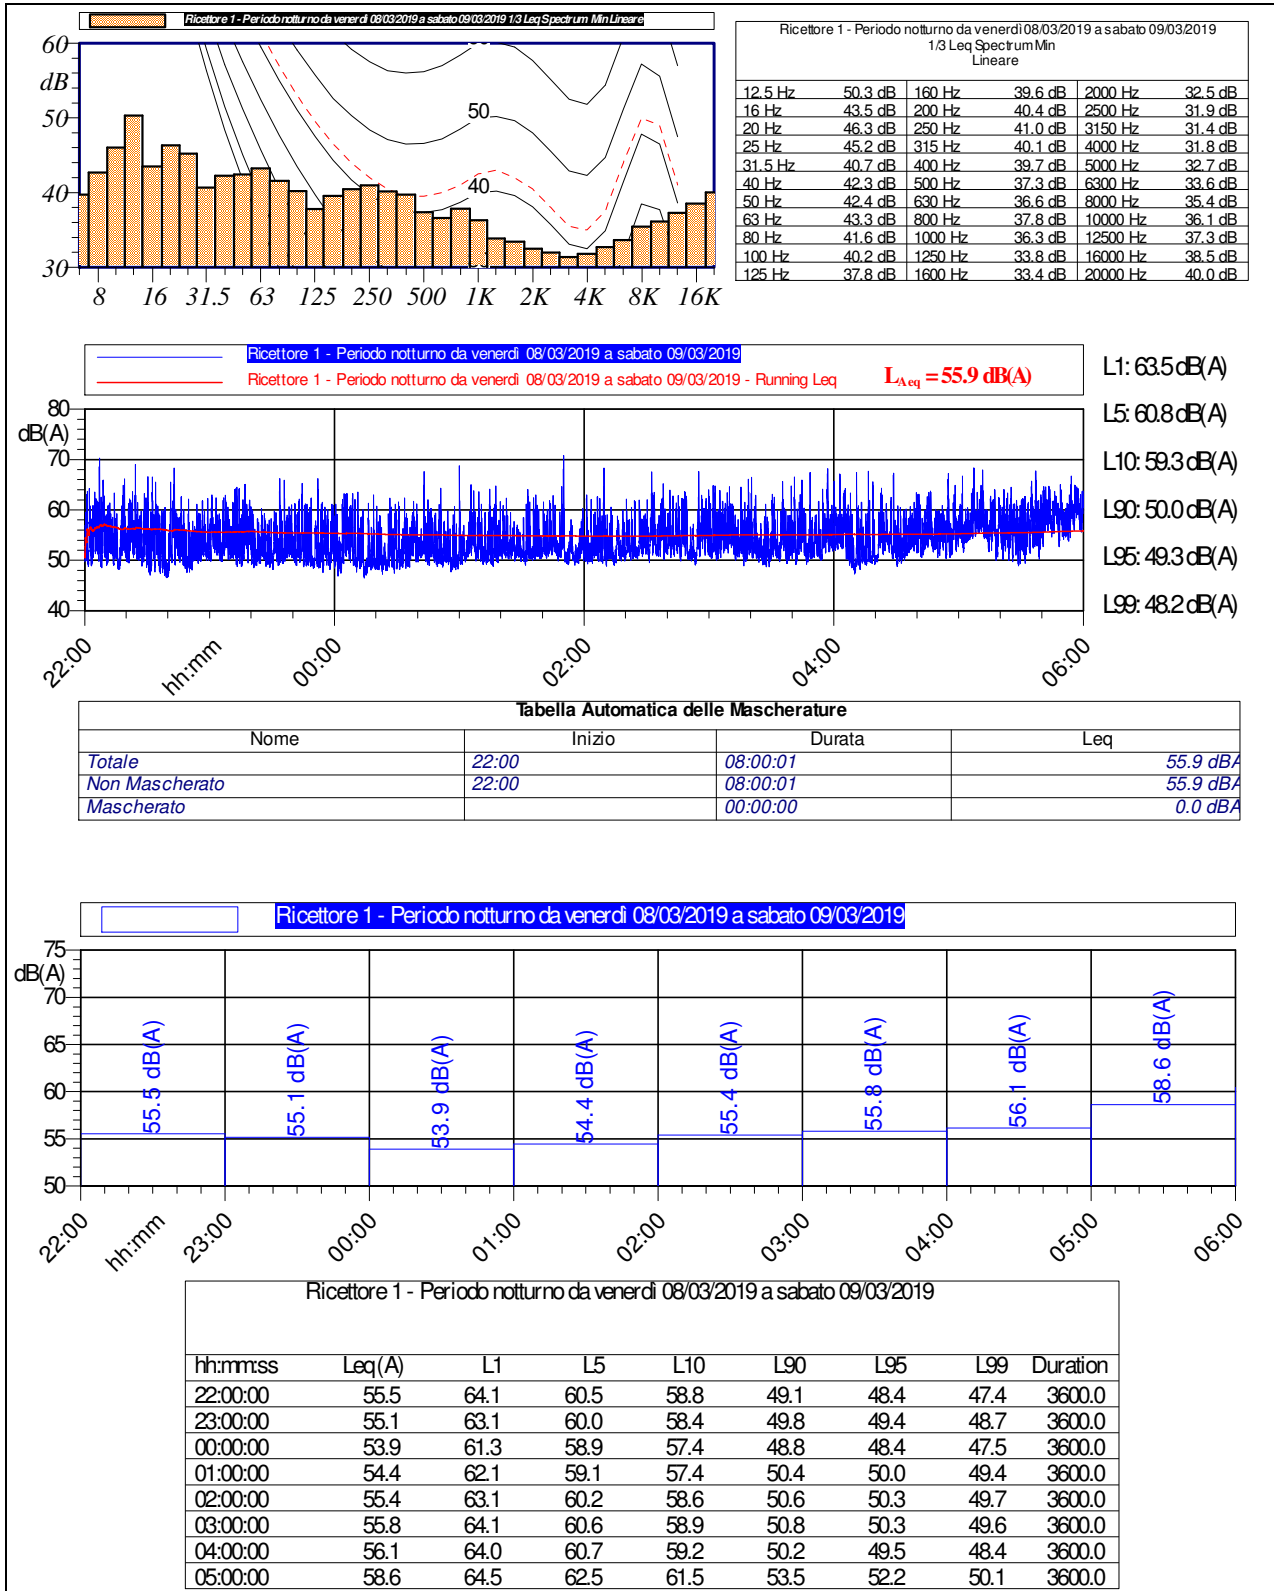 Ricettore 1 - Periodo notturno da venerdì 08/03/2019 a sabato 09/03/2019 1/3 Leq Spectrum Min Lineare
60
dB
50
40
30
50
40
8 16 31.5 63 125 250 500 1K 2K 4K 8K 16K
Ricettore 1 - Periodo notturno da venerdì 08/03/2019 a sabato 09/03/2019
1/3 Leq Spectrum Min
Lineare
12.5 Hz 50.3 dB 160 Hz 39.6 dB 2000 Hz 32.5 dB
16 Hz 43.5 dB 200 Hz 40.4 dB 2500 Hz 31.9 dB
20 Hz 46.3 dB 250 Hz 41.0 dB 3150 Hz 31.4 dB
25 Hz 45.2 dB 315 Hz 40.1 dB 4000 Hz 31.8 dB
31.5 Hz 40.7 dB 400 Hz 39.7 dB 5000 Hz 32.7 dB
40 Hz 42.3 dB 500 Hz 37.3 dB 6300 Hz 33.6 dB
50 Hz 42.4 dB 630 Hz 36.6 dB 8000 Hz 35.4 dB
63 Hz 43.3 dB 800 Hz 37.8 dB 10000 Hz 36.1 dB
80 Hz 41.6 dB 1000 Hz 36.3 dB 12500 Hz 37.3 dB
100 Hz 40.2 dB 1250 Hz 33.8 dB 16000 Hz 38.5 dB
125 Hz 37.8 dB 1600 Hz 33.4 dB 20000 Hz 40.0 dB
Ricettore 1 - Periodo notturno da venerdì 08/03/2019 a sabato 09/03/2019
Ricettore 1 - Periodo notturno da venerdì 08/03/2019 a sabato 09/03/2019 - Running Leq
LAeq = 55.9 dB(A)
80
dB(A)
70
60
50
40
22:00 hh:mm 00:00 02:00 04:00 06:00
L1: 63.5 dB(A)
L5: 60.8 dB(A)
L10: 59.3 dB(A)
L90: 50.0 dB(A)
L95: 49.3 dB(A)
L99: 48.2 dB(A)
Tabella Automatica delle Mascherature
Nome Inizio Durata Leq
Totale 22:00 08:00:01 55.9 dBA
Non Mascherato 22:00 08:00:01 55.9 dBA
Mascherato 00:00:00 0.0 dBA
Ricettore 1 - Periodo notturno da venerdì 08/03/2019 a sabato 09/03/2019
75
dB(A)
70
65
60
55
50
55.5 dB(A)
55.1 dB(A)
53.9 dB(A)
54.4 dB(A)
55.4 dB(A)
55.8 dB(A)
56.1 dB(A)
58.6 dB(A)
22:00 hh:mm 23:00 00:00 01:00 02:00 03:00 04:00 05:00 06:00
Ricettore 1 - Periodo notturno da venerdì 08/03/2019 a sabato 09/03/2019
hh:mm:ss Leq(A) L1 L5 L10 L90 L95 L99 Duration
22:00:00 55.5 64.1 60.5 58.8 49.1 48.4 47.4 3600.0
23:00:00 55.1 63.1 60.0 58.4 49.8 49.4 48.7 3600.0
00:00:00 53.9 61.3 58.9 57.4 48.8 48.4 47.5 3600.0
01:00:00 54.4 62.1 59.1 57.4 50.4 50.0 49.4 3600.0
02:00:00 55.4 63.1 60.2 58.6 50.6 50.3 49.7 3600.0
03:00:00 55.8 64.1 60.6 58.9 50.8 50.3 49.6 3600.0
04:00:00 56.1 64.0 60.7 59.2 50.2 49.5 48.4 3600.0
05:00:00 58.6 64.5 62.5 61.5 53.5 52.2 50.1 3600.0